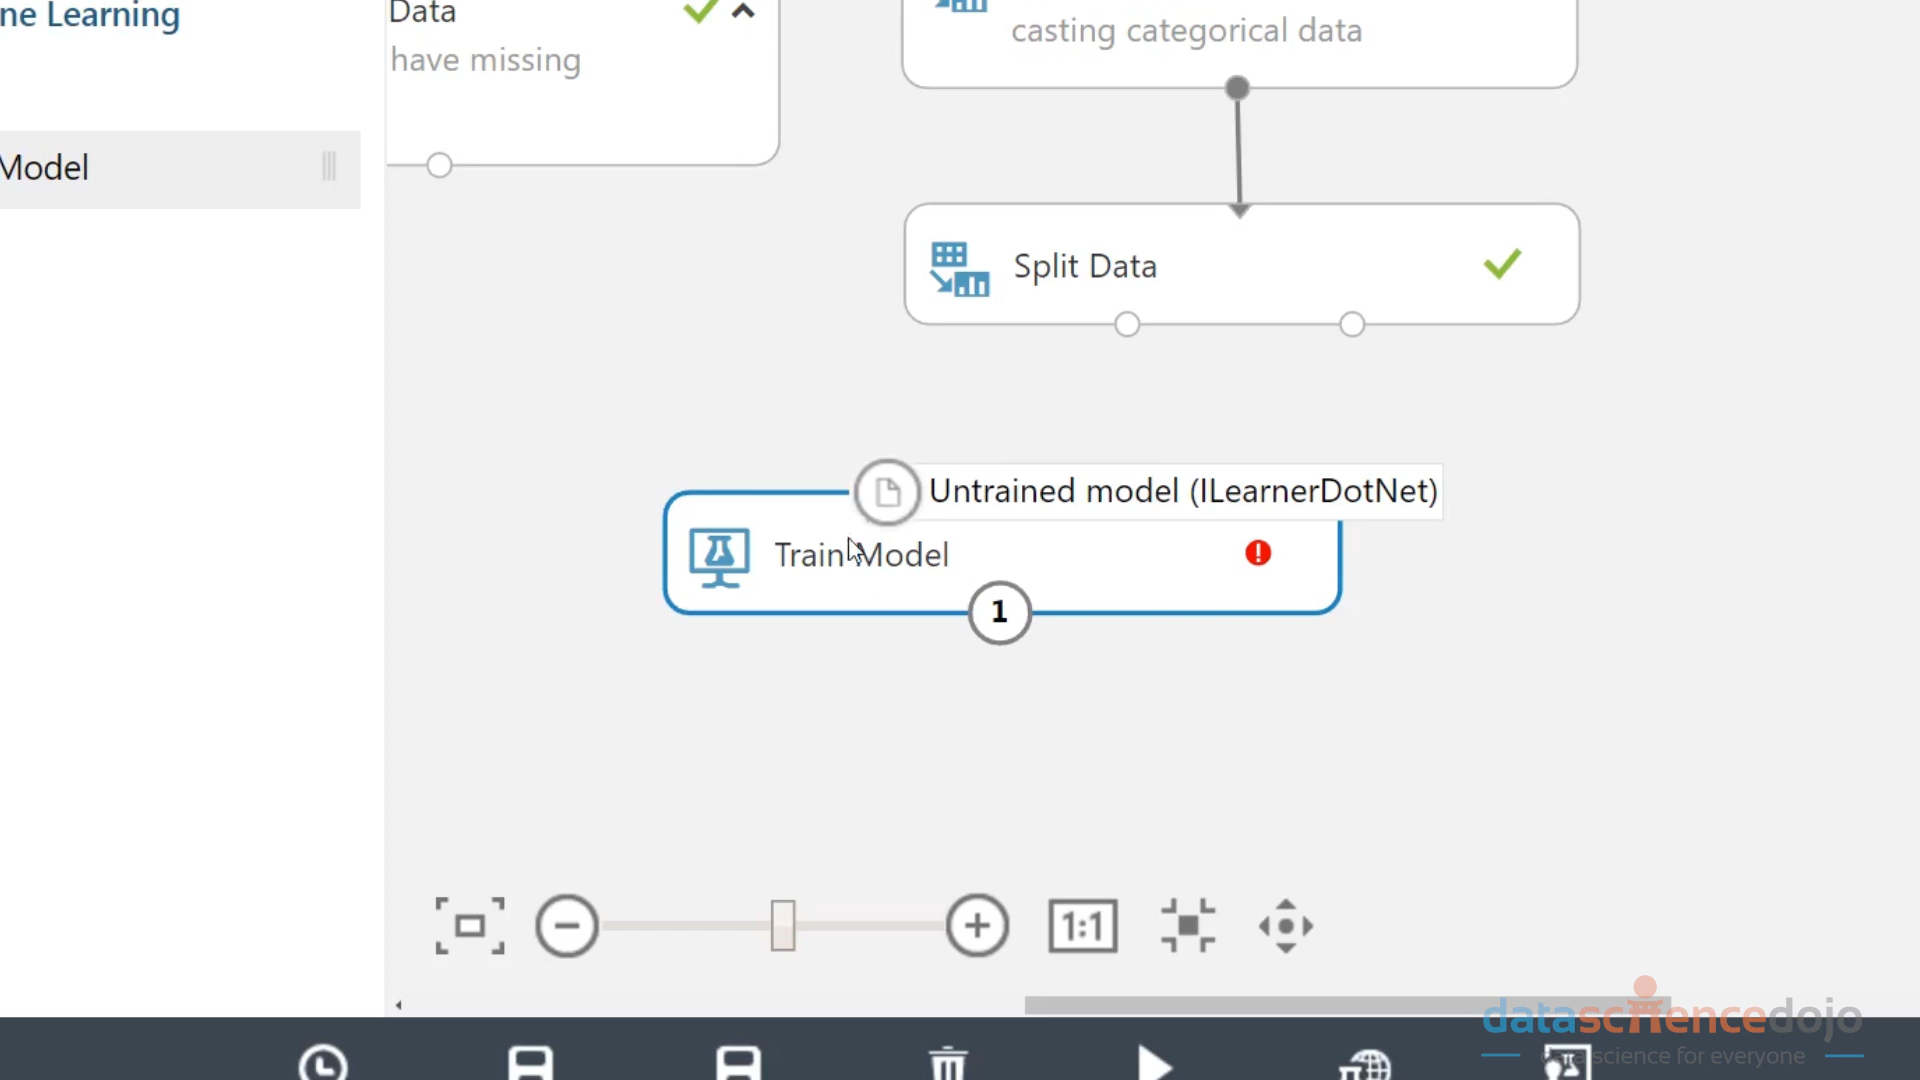 ne Learning
Model
Data
have missing
casting categorical data
Split Data
Untrained model (ILearnerDotNet)
Train Model
1
1:1
datasciencedojo
data science for everyone